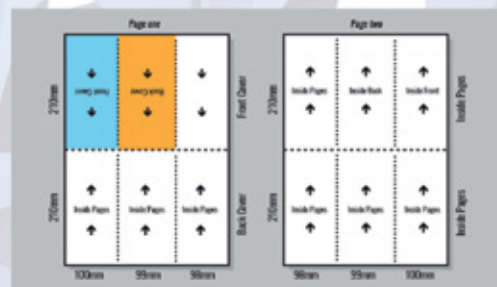 Page one
Page two
210mm
Front Cover
Back Cover
Front Cover
Inside Pages
Inside Back
Inside Front
210mm
Inside Pages
210mm
Inside Pages
Inside Pages
Inside Pages
Back Cover
Inside Pages
Inside Pages
Inside Pages
210mm
Inside Pages
100mm
99mm
98mm
98mm
99mm
100mm